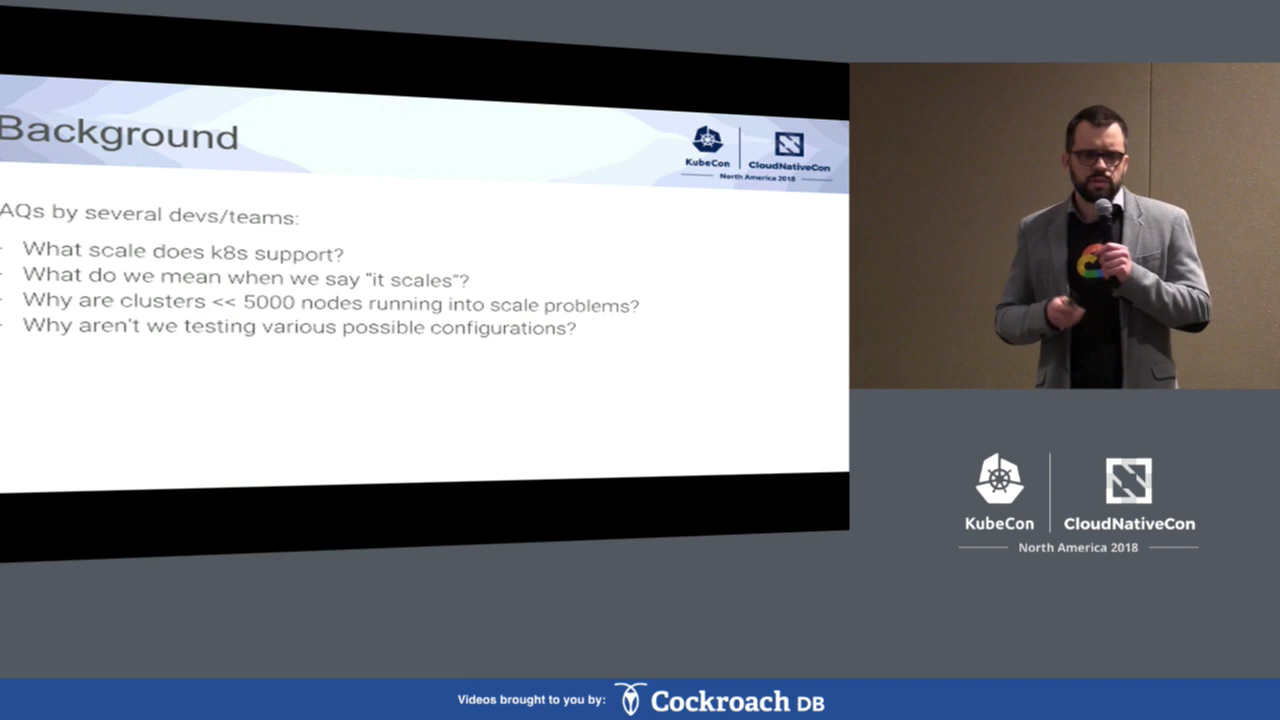 Background
KubeCon
CloudNativeCon
North America 2018
AQs by several devs/teams:
- What scale does k8s support?
- What do we mean when we say "it scales"?
- Why are clusters << 5000 nodes running into scale problems?
- Why aren't we testing various possible configurations?
KubeCon
CloudNativeCon
North America 2018
Videos brought to you by:
Cockroach DB